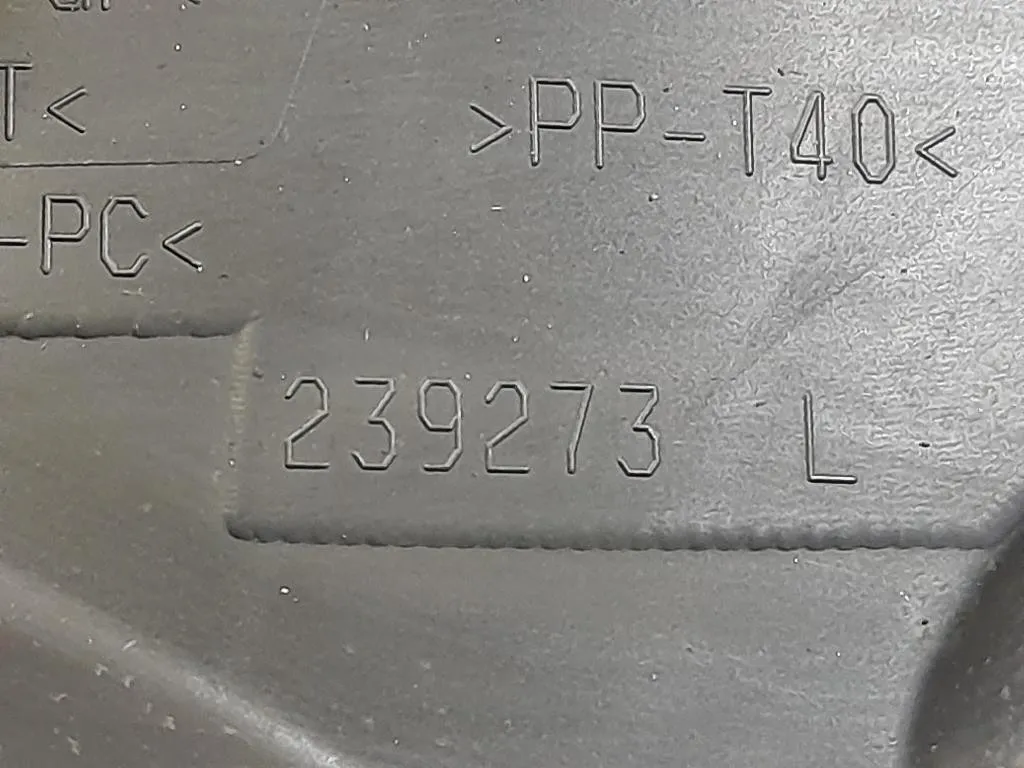 T< >PP-T40<
-PC<
239273 L